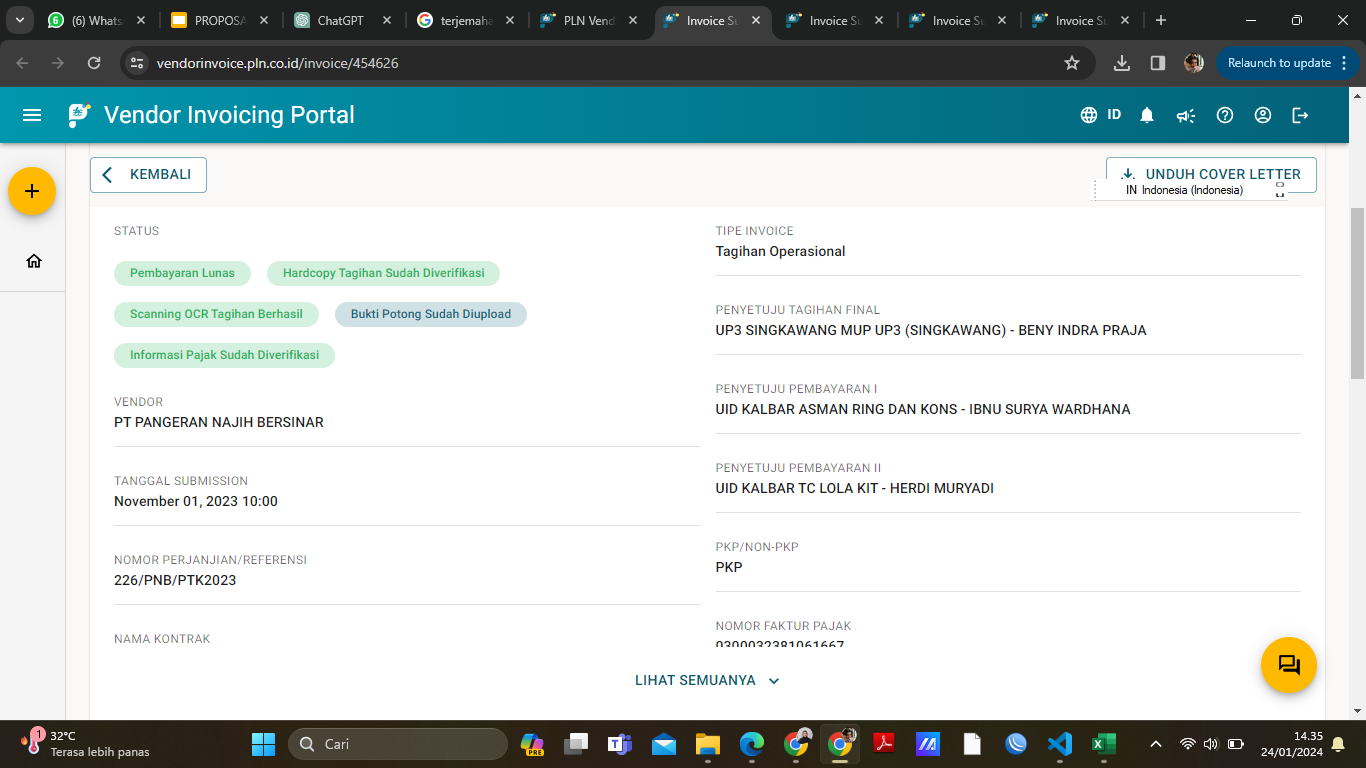 (6) Whats
PROPOSA
ChatGPT
terjemaha
PLN Vend
Invoice Su
Invoice Su
Invoice Su
Invoice Su
vendorinvoice.pln.co.id/invoice/454626
Relaunch to update
Vendor Invoicing Portal
ID
KEMBALI
UNDUH COVER LETTER
IN Indonesia (Indonesia)
STATUS
Pembayaran Lunas
Hardcopy Tagihan Sudah Diverifikasi
Scanning OCR Tagihan Berhasil
Bukti Potong Sudah Diupload
Informasi Pajak Sudah Diverifikasi
VENDOR
PT PANGERAN NAJIH BERSINAR
TANGGAL SUBMISSION
November 01, 2023 10:00
NOMOR PERJANJIAN/REFERENSI
226/PNB/PTK2023
NAMA KONTRAK
TIPE INVOICE
Tagihan Operasional
PENYETUJU TAGIHAN FINAL
UP3 SINGKAWANG MUP UP3 (SINGKAWANG) - BENY INDRA PRAJA
PENYETUJU PEMBAYARAN I
UID KALBAR ASMAN RING DAN KONS - IBNU SURYA WARDHANA
PENYETUJU PEMBAYARAN II
UID KALBAR TC LOLA KIT - HERDI MURYADI
PKP/NON-PKP
PKP
NOMOR FAKTUR PAJAK
0300032381061667
LIHAT SEMUANYA
1
32°C
Terasa lebih panas
Cari
PRE
14.35
24/01/2024